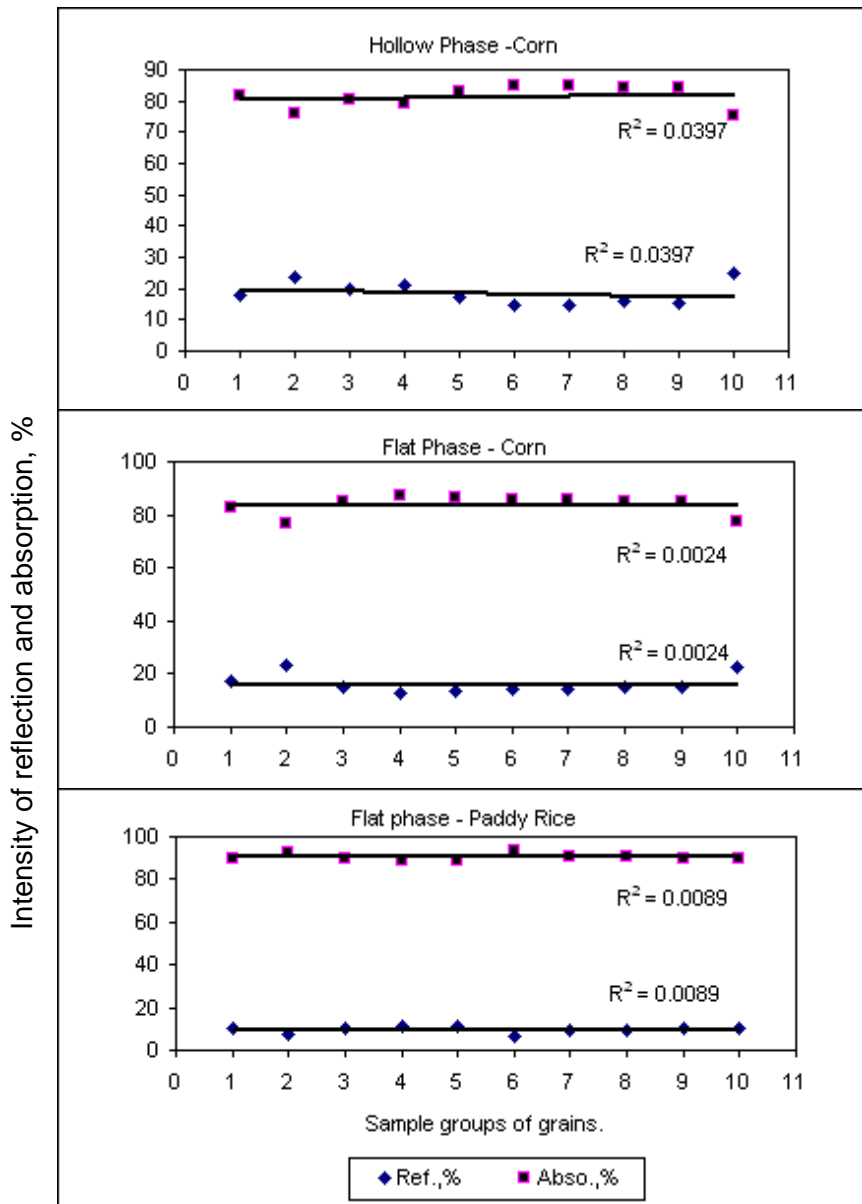 Intensity of reflection and absorption, %
Hollow Phase -Corn
90
80
70
60
50
40
30
20
10
0
R² = 0.0397
R² = 0.0397
0 1 2 3 4 5 6 7 8 9 10 11
Flat Phase - Corn
100
80
60
40
20
0
R² = 0.0024
R² = 0.0024
0 1 2 3 4 5 6 7 8 9 10 11
Flat phase - Paddy Rice
100
80
60
40
20
0
R² = 0.0089
R² = 0.0089
0 1 2 3 4 5 6 7 8 9 10 11
Sample groups of grains.
Ref.,% Abso.,%